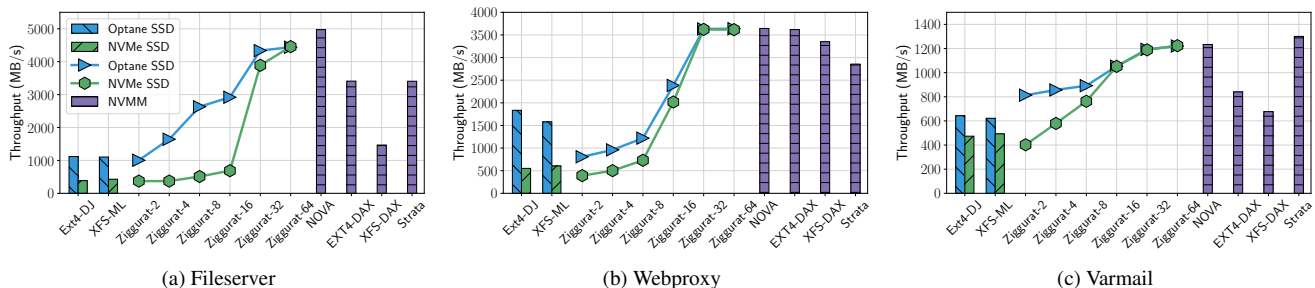 Throughput (MB/s)
5000
4000
3000
2000
1000
0
Optane SSD
NVMe SSD
Optane SSD
NVMe SSD
NVMM
Ext4-DJ
XFS-ML
Ziggurat-2
Ziggurat-4
Ziggurat-8
Ziggurat-16
Ziggurat-32
Ziggurat-64
NOVA
EXT4-DAX
XFS-DAX
Strata
(a) Fileserver
Throughput (MB/s)
4000
3500
3000
2500
2000
1500
1000
500
0
Ext4-DJ
XFS-ML
Ziggurat-2
Ziggurat-4
Ziggurat-8
Ziggurat-16
Ziggurat-32
Ziggurat-64
NOVA
EXT4-DAX
XFS-DAX
Strata
(b) Webproxy
Throughput (MB/s)
1400
1200
1000
800
600
400
200
0
Ext4-DJ
XFS-ML
Ziggurat-2
Ziggurat-4
Ziggurat-8
Ziggurat-16
Ziggurat-32
Ziggurat-64
NOVA
EXT4-DAX
XFS-DAX
Strata
(c) Varmail